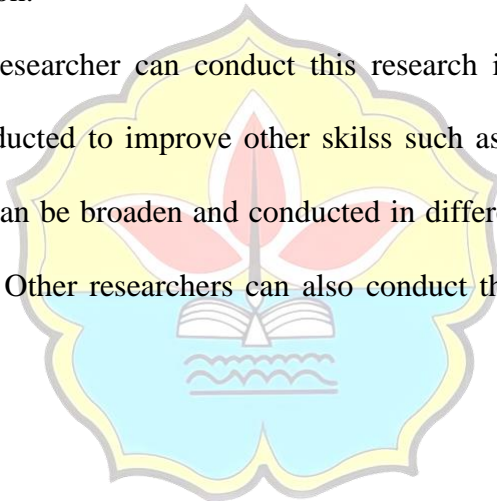 esearcher can conduct this research i
ducted to improve other skilss such as
an be broaden and conducted in differe
Other researchers can also conduct th